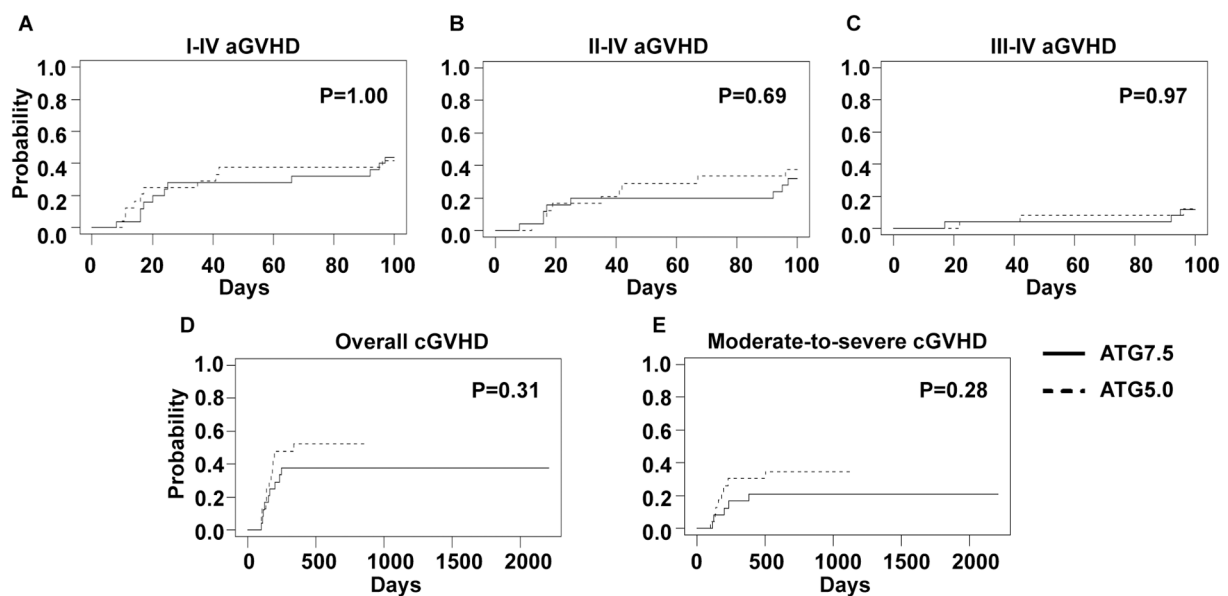 A
I-IV aGVHD
1.0
0.8
0.6
0.4
0.2
0.0
Probability
P=1.00
0 20 40 60 80 100
Days
B
II-IV aGVHD
1.0
0.8
0.6
0.4
0.2
0.0
P=0.69
0 20 40 60 80 100
Days
C
III-IV aGVHD
1.0
0.8
0.6
0.4
0.2
0.0
P=0.97
0 20 40 60 80 100
Days
D
Overall cGVHD
1.0
0.8
0.6
0.4
0.2
0.0
Probability
P=0.31
0 500 1000 1500 2000
Days
E
Moderate-to-severe cGVHD
1.0
0.8
0.6
0.4
0.2
0.0
P=0.28
0 500 1000 1500 2000
Days
ATG7.5
ATG5.0